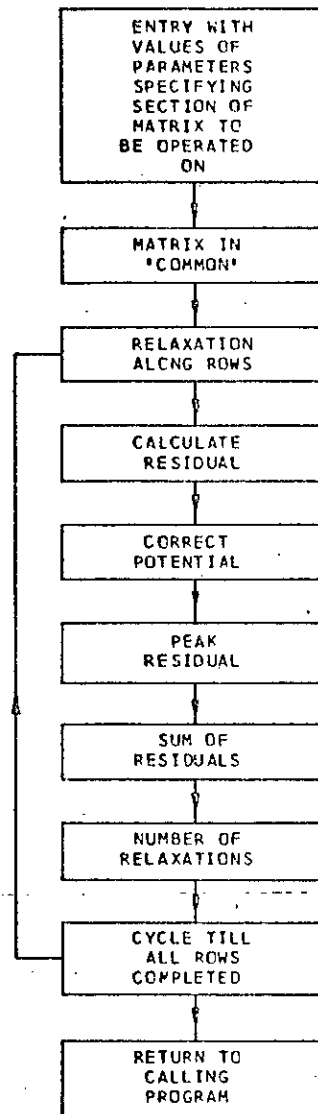 ENTRY WITH
VALUES OF
PARAMETERS
SPECIFYING
SECTION OF
MATRIX TO
BE OPERATED
ON
MATRIX IN
'COMMON'
RELAXATION
ALCNG ROWS
CALCULATE
RESIDUAL
CORRECT
POTENTIAL
PEAK
RESIDUAL
SUM OF
RESIDUALS
NUMBER OF
RELAXATIONS
CYCLE TILL
ALL ROWS
COMPLETED
RETURN TO
CALLING
PROGRAM